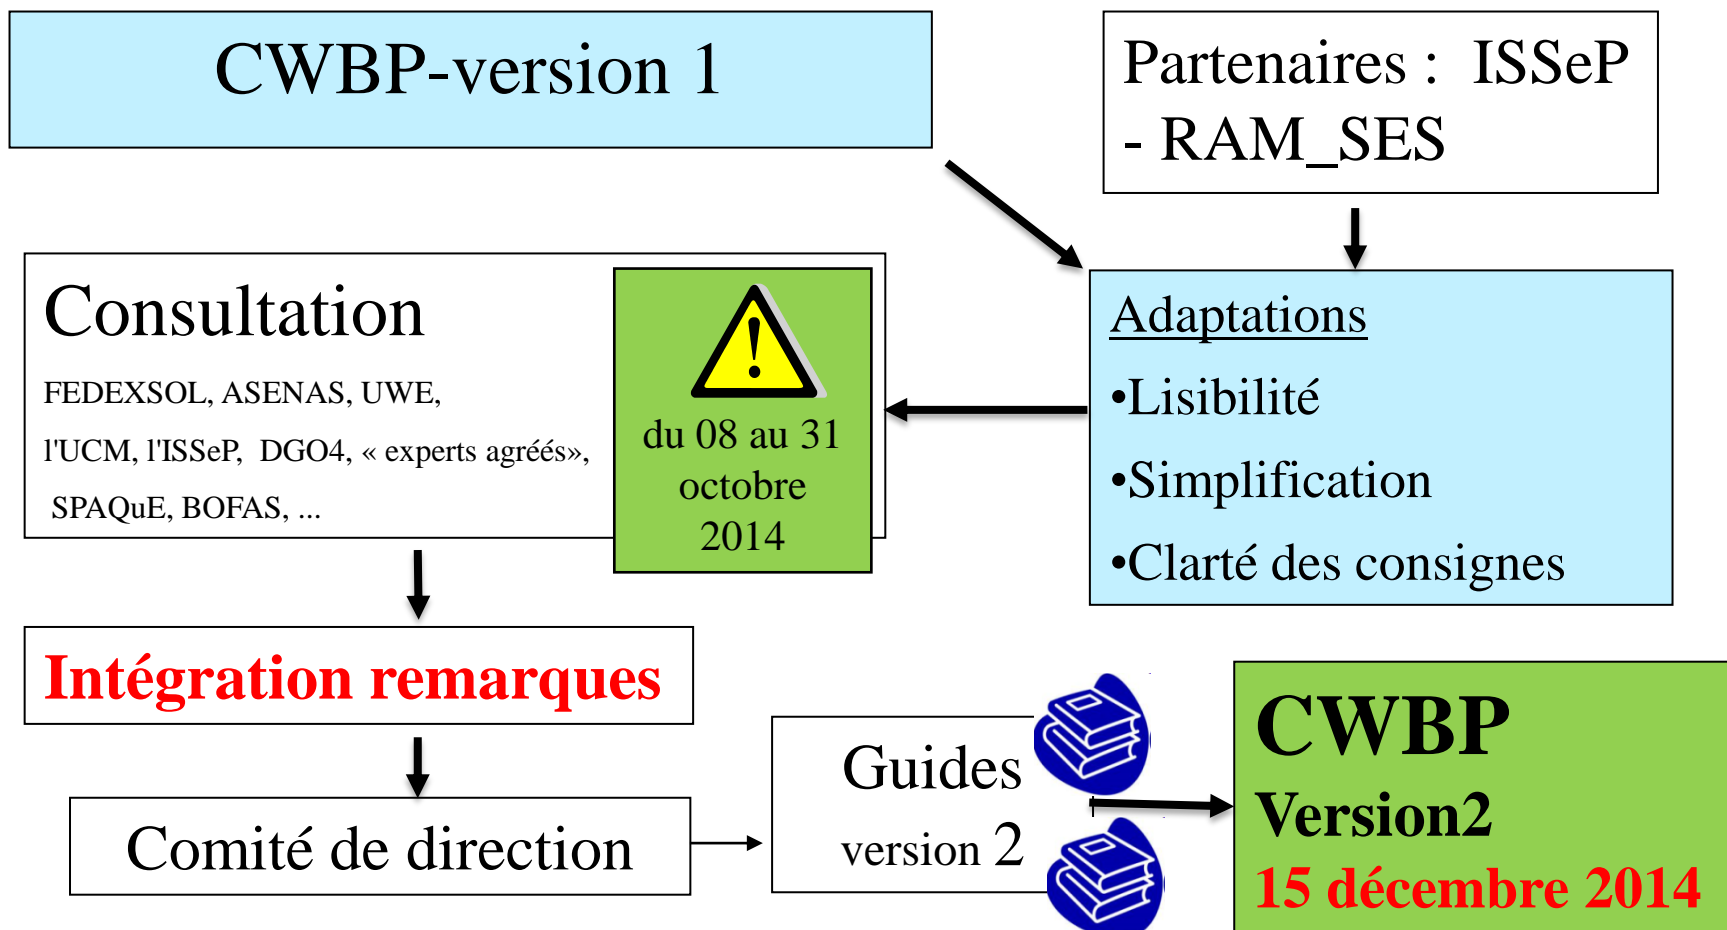 CWBP-version 1
Partenaires : ISSeP
- RAM_SES
Adaptations
•Lisibilité
•Simplification
•Clarté des consignes
Consultation
FEDEXSOL, ASENAS, UWE,
l'UCM, l'ISSeP, DGO4, « experts agréés»,
SPAQuE, BOFAS, ...
!
du 08 au 31
octobre
2014
Intégration remarques
Comité de direction
Guides
version 2
CWBP
Version2
15 décembre 2014